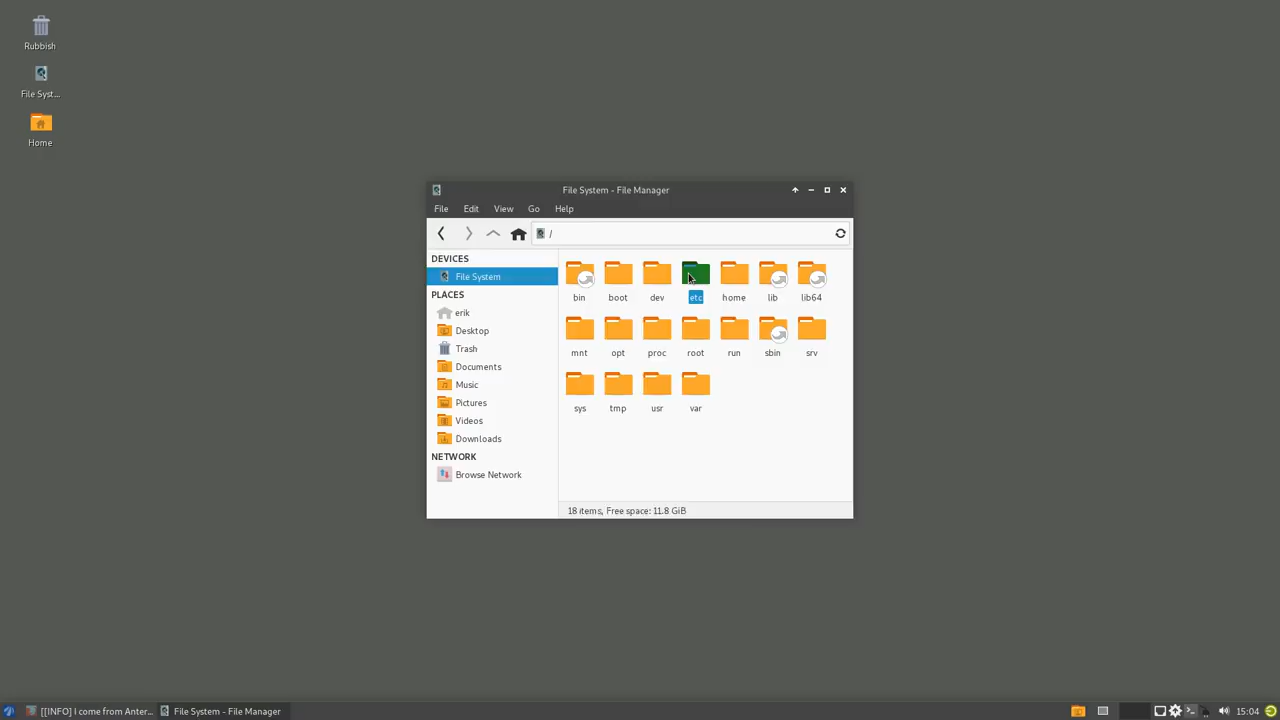 Rubbish
File Syst...
Home
File System - File Manager
File Edit View Go Help
/
DEVICES
File System
PLACES
erik
Desktop
Trash
Documents
Music
Pictures
Videos
Downloads
NETWORK
Browse Network
bin boot dev etc home lib lib64
mnt opt proc root run sbin srv
sys tmp usr var
18 items, Free space: 11.8 GiB
[[INFO] I come from Anter... File System - File Manager 15:04